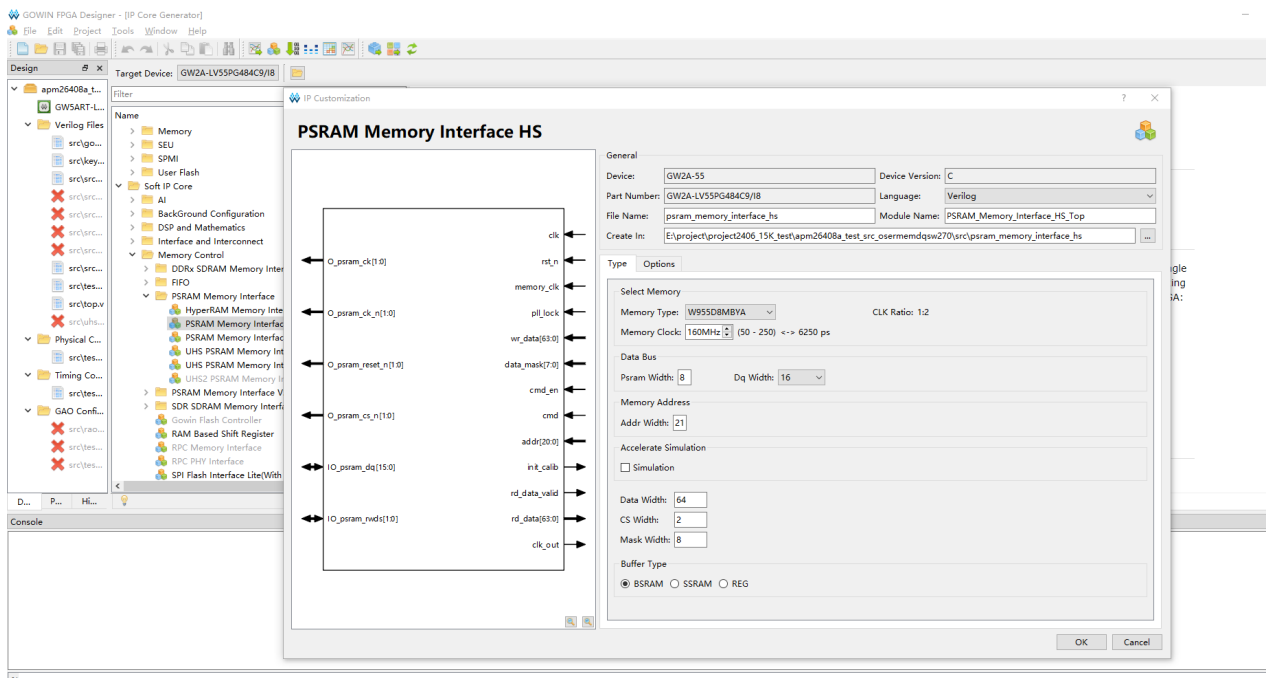 GOWIN FPGA Designer - [IP Core Generator]
File Edit Project Tools Window Help
Design
Target Device: GW2A-LV55PG484C9/I8
apm26408a_t...
GW5ART-L...
Verilog Files
src\go...
src\key...
src\src...
src\src...
src\src...
src\src...
src\src...
src\src...
src\tes...
src\top.v
src\uhs...
Physical C...
src\tes...
Timing Co...
src\tes...
GAO Confi...
src\rao...
src\tes...
src\tes...
D... P... Hi...
Filter
Name
Memory
SEU
SPMI
User Flash
Soft IP Core
AI
BackGround Configuration
DSP and Mathematics
Interface and Interconnect
Memory Control
DDRx SDRAM Memory Inter
FIFO
PSRAM Memory Interface
HyperRAM Memory Inte
PSRAM Memory Interfac
PSRAM Memory Interfac
UHS PSRAM Memory Int
UHS PSRAM Memory Int
UHS2 PSRAM Memory I
PSRAM Memory Interface V
SDR SDRAM Memory Interf
Gowin Flash Controller
RAM Based Shift Register
RPC Memory Interface
RPC PHY Interface
SPI Flash Interface Lite(With
Console
IP Customization
PSRAM Memory Interface HS
clk
O_psram_ck[1:0] rst_n
memory_clk
O_psram_ck_n[1:0] pll_lock
wr_data[63:0]
O_psram_reset_n[1:0] data_mask[7:0]
cmd_en
O_psram_cs_n[1:0] cmd
addr[20:0]
IO_psram_dq[15:0] init_calib
rd_data_valid
IO_psram_rwds[1:0] rd_data[63:0]
clk_out
General
Device: GW2A-55 Device Version: C
Part Number: GW2A-LV55PG484C9/I8 Language: Verilog
File Name: psram_memory_interface_hs Module Name: PSRAM_Memory_Interface_HS_Top
Create In: E:\project\project2406_15K_test\apm26408a_test_src_osermemdqsw270\src\psram_memory_interface_hs ...
Type Options
Select Memory
Memory Type: W955D8MBYA CLK Ratio: 1:2
Memory Clock: 160MHz (50 - 250) <-> 6250 ps
Data Bus
Psram Width: 8 Dq Width: 16
Memory Address
Addr Width: 21
Accelerate Simulation
Simulation
Data Width: 64
CS Width: 2
Mask Width: 8
Buffer Type
BSRAM SSRAM REG
OK Cancel
gle
ing